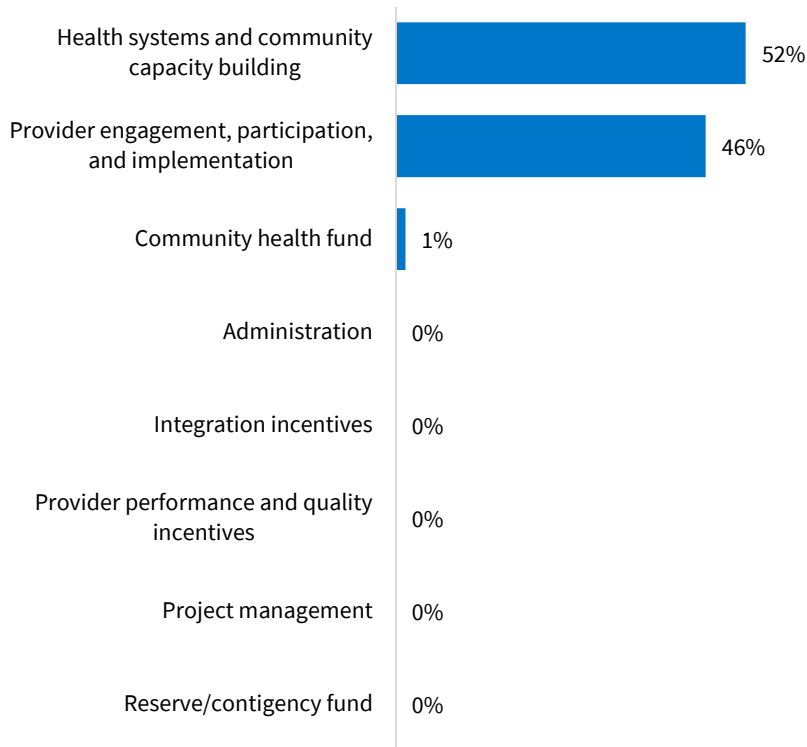 Health systems and community
capacity building
52%
Provider engagement, participation,
and implementation
46%
Community health fund
1%
Administration
0%
Integration incentives
0%
Provider performance and quality
incentives
0%
Project management
0%
Reserve/contigency fund
0%